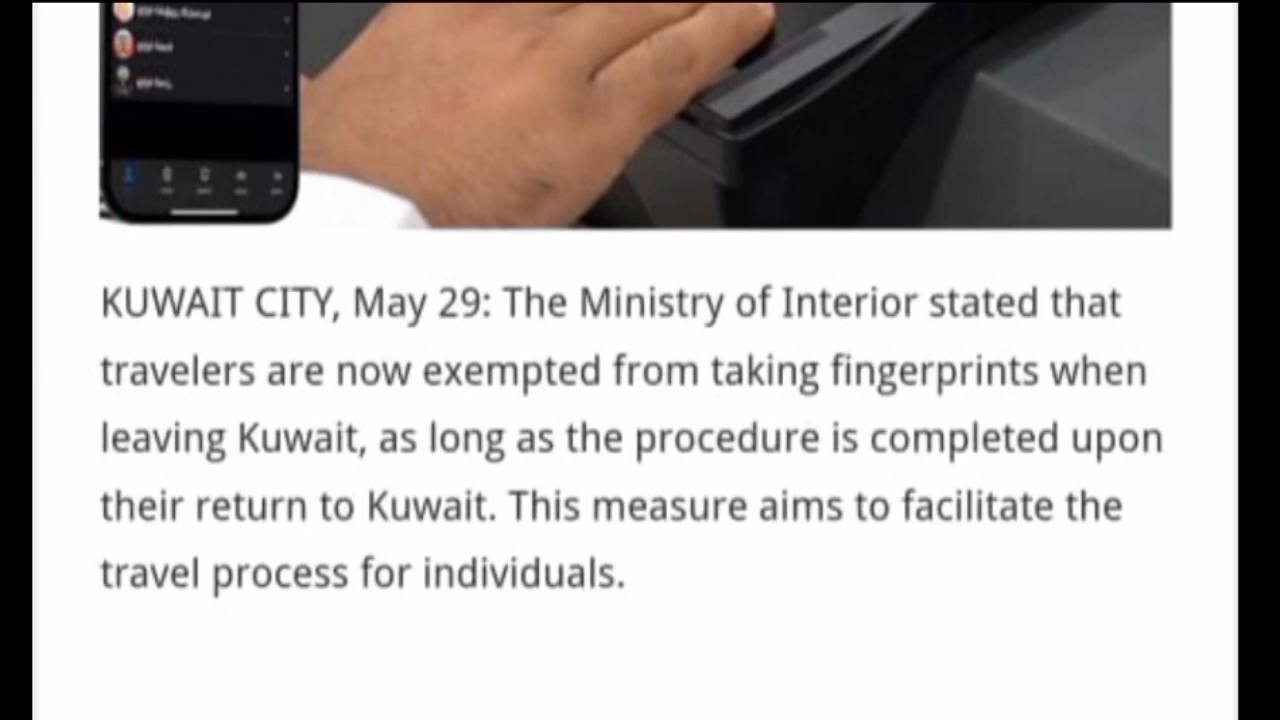 KUWAIT CITY, May 29: The Ministry of Interior stated that
travelers are now exempted from taking fingerprints when
leaving Kuwait, as long as the procedure is completed upon
their return to Kuwait. This measure aims to facilitate the
travel process for individuals.